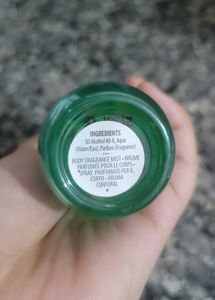 INGREDIENTS
SD Alcohol 40-B, Aqua
(Water/Eau), Parfum (Fragrance)
***
BODY FRAGRANCE MIST • BRUME
PARFUMÉE POUR LE CORPS •
SPRAY PROFUMATO PER IL
CORPO • BRUMA
CORPORAL